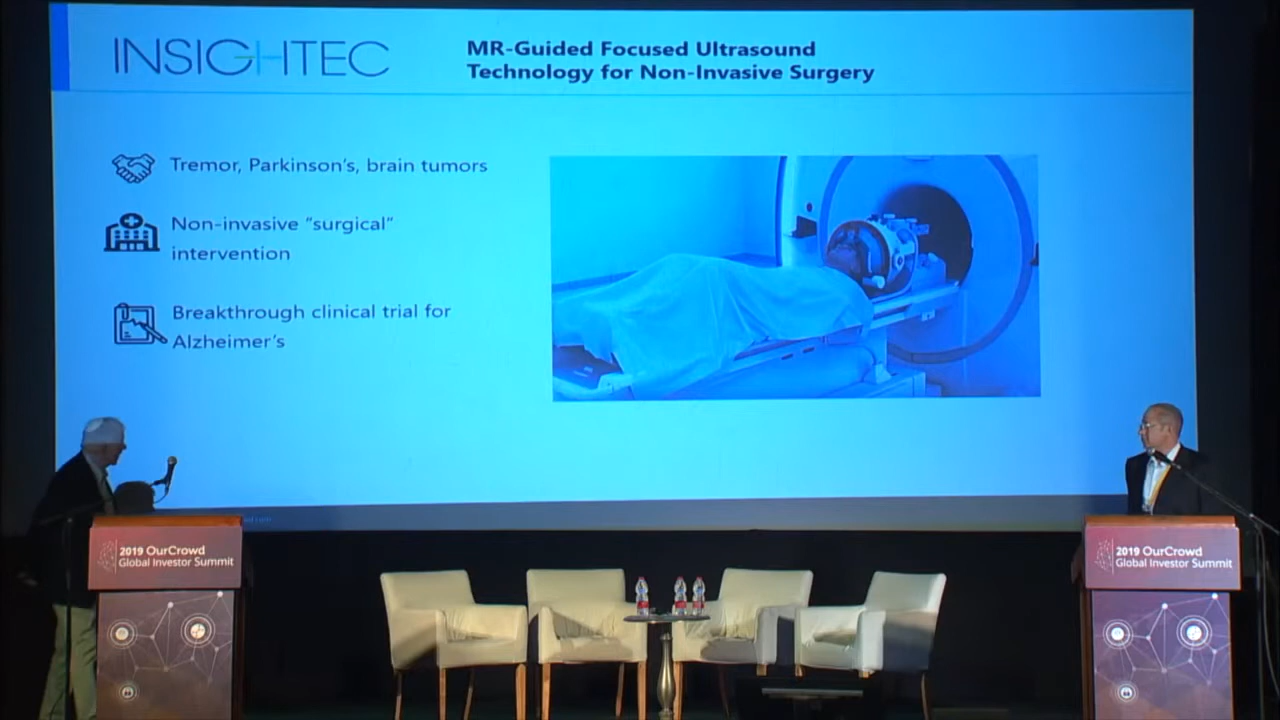 INSIGHTEC
MR-Guided Focused Ultrasound
Technology for Non-Invasive Surgery
Tremor, Parkinson's, brain tumors
Non-invasive "surgical"
intervention
Breakthrough clinical trial for
Alzheimer's
2019 OurCrowd
Global Investor Summit
2019 OurCrowd
Global Investor Summit